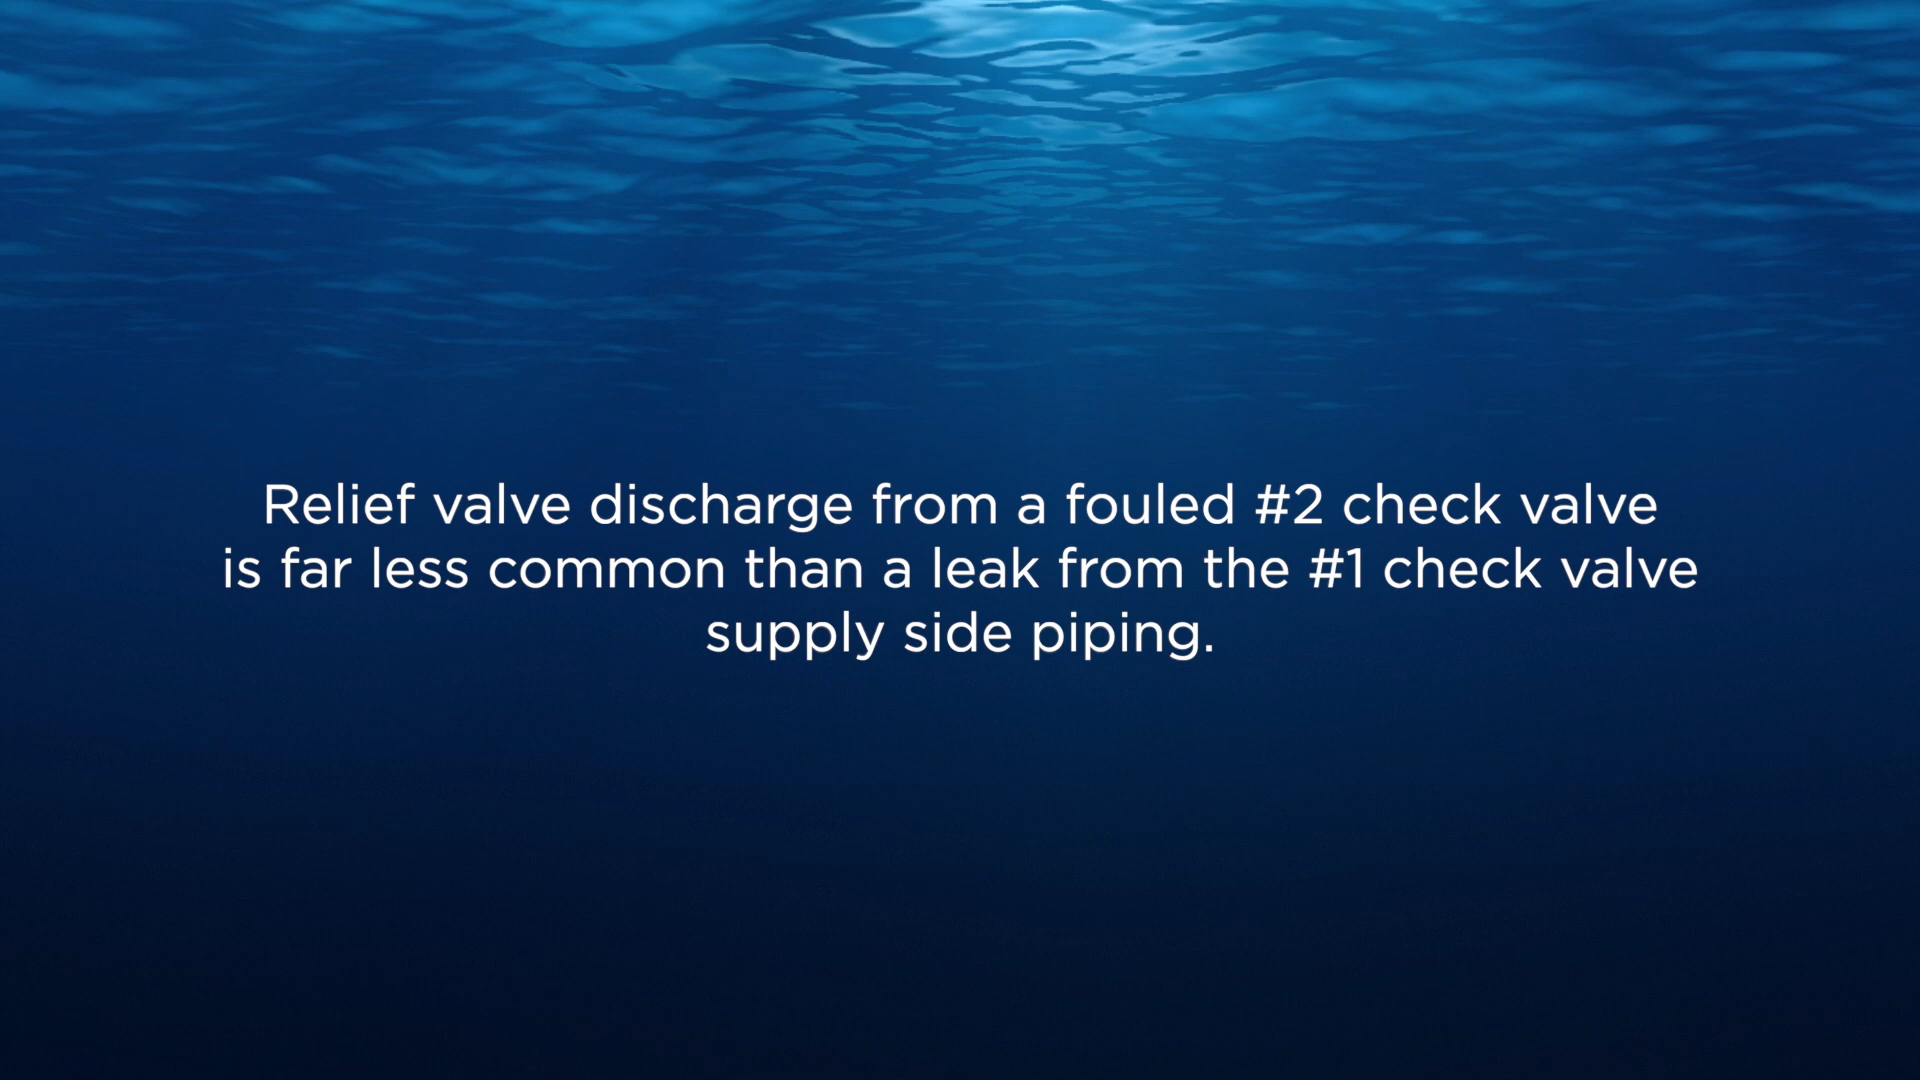 Relief valve discharge from a fouled #2 check valve
is far less common than a leak from the #1 check valve
supply side piping.